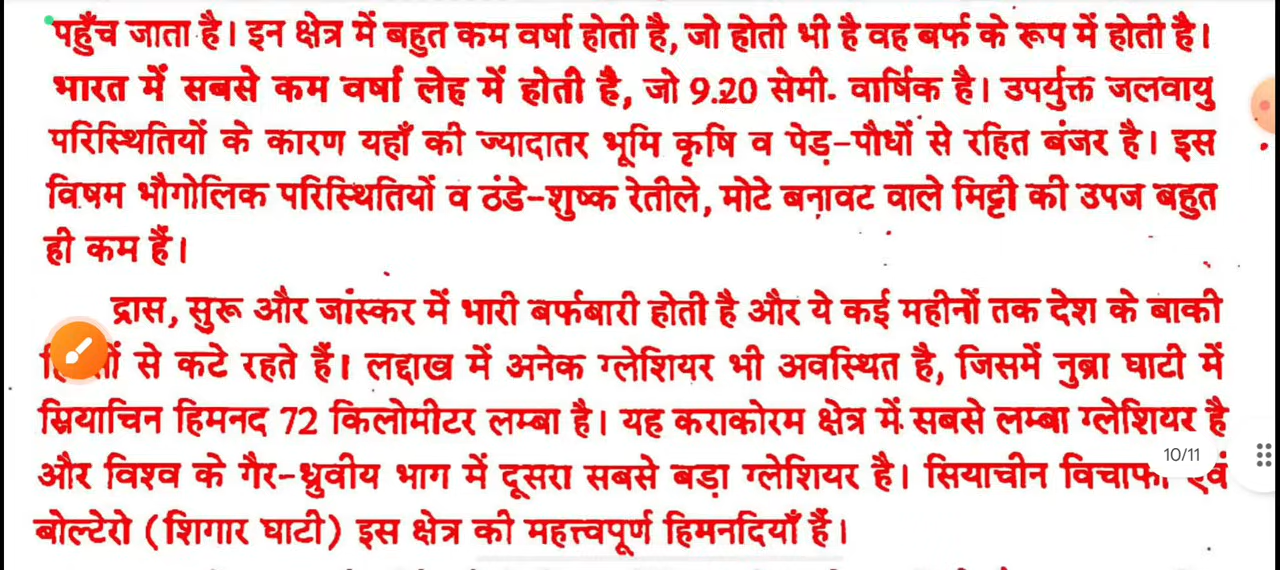 पहुँच जाता है। इन क्षेत्र में बहुत कम वर्षा होती है, जो होती भी है वह बर्फ के रूप में होती है।
भारत में सबसे कम वर्षा लेह में होती है, जो 9.20 सेमी. वार्षिक है। उपर्युक्त जलवायु
परिस्थितियों के कारण यहाँ की ज्यादातर भूमि कृषि व पेड़-पौधों से रहित बंजर है। इस
विषम भौगोलिक परिस्थितियों व ठंडे-शुष्क रेतीले, मोटे बनावट वाले मिट्टी की उपज बहुत
ही कम हैं।
द्रास, सुरू और जांस्कर में भारी बर्फबारी होती है और ये कई महीनों तक देश के बाकी
से कटे रहते हैं। लद्दाख में अनेक ग्लेशियर भी अवस्थित है, जिसमें नुब्रा घाटी में
सियाचिन हिमनद 72 किलोमीटर लम्बा है। यह कराकोरम क्षेत्र में सबसे लम्बा ग्लेशियर है
और विश्व के गैर-ध्रुवीय भाग में दूसरा सबसे बड़ा ग्लेशियर है। सियाचीन
10/11
बोल्टेरो (शिगार घाटी) इस क्षेत्र की महत्त्वपूर्ण हिमनदियाँ हैं।